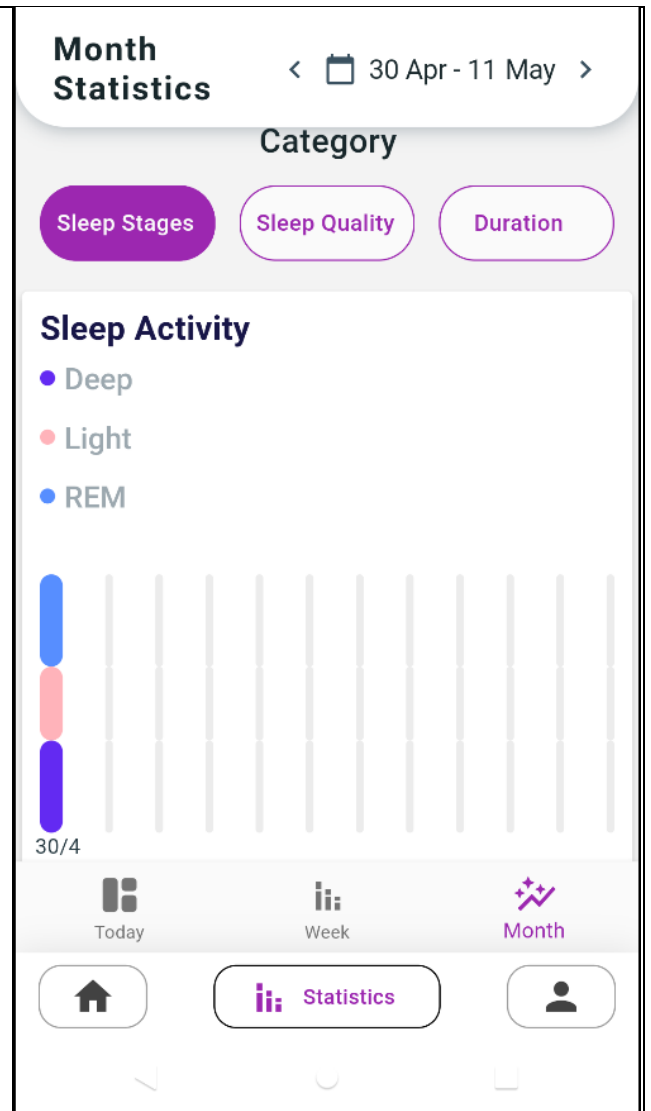 Month
Statistics
30 Apr - 11 May
Category
Sleep Stages
Sleep Quality
Duration
Sleep Activity
Deep
Light
REM
30/4
Today
Week
Month
Statistics